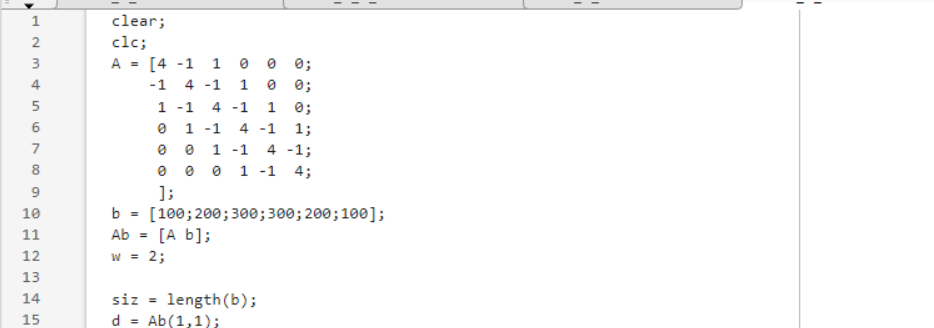 1 clear;
2 clc;
3 A = [4 -1 1 0 0 0;
4 -1 4 -1 1 0 0;
5 1 -1 4 -1 1 0;
6 0 1 -1 4 -1 1;
7 0 0 1 -1 4 -1;
8 0 0 0 1 -1 4;
9 ];
10 b = [100;200;300;300;200;100];
11 Ab = [A b];
12 w = 2;
13
14 siz = length(b);
15 d = Ab(1,1);